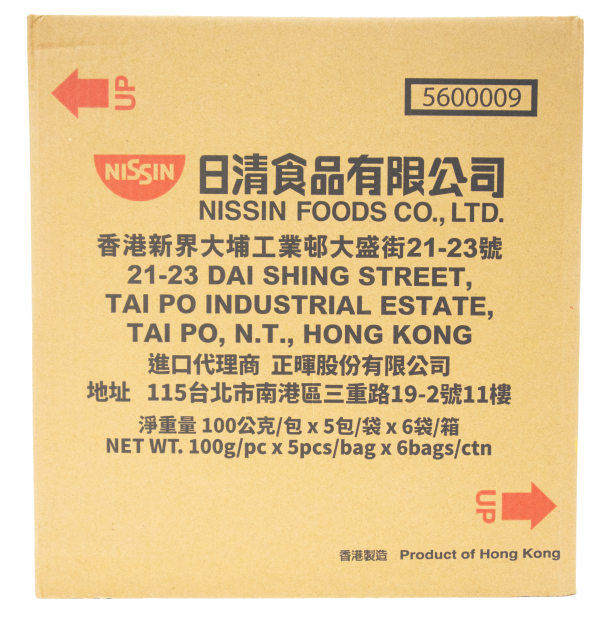 UP
5600009
NISSIN
日清食品有限公司
NISSIN FOODS CO., LTD.
香港新界大埔工業邨大盛街21-23號
21-23 DAI SHING STREET,
TAI PO INDUSTRIAL ESTATE,
TAI PO, N.T., HONG KONG
進口代理商 正暉股份有限公司
地址 115台北市南港區三重路19-2號11樓
淨重量 100公克/包 x 5包/袋 x 6袋/箱
NET WT. 100g/pc x 5pcs/bag x 6bags/ctn
UP
香港製造 Product of Hong Kong